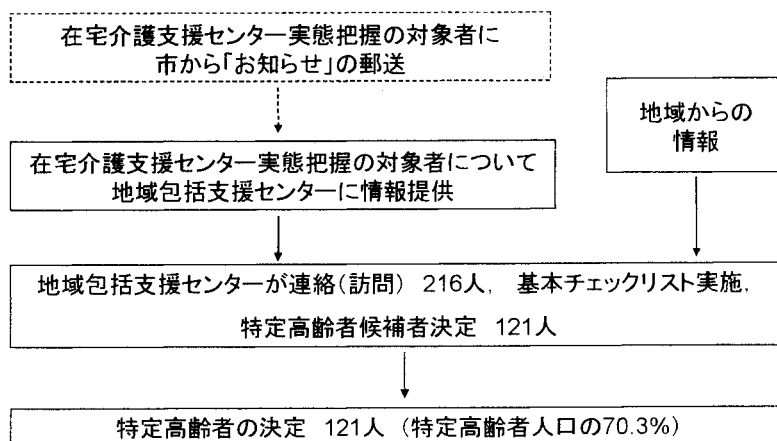 在宅介護支援センター実態把握の対象者に
市から「お知らせ」の郵送
地域からの
情報
在宅介護支援センター実態把握の対象者について
地域包括支援センターに情報提供
地域包括支援センターが連絡(訪問) 216人, 基本チェックリスト実施,
特定高齢者候補者決定 121人
特定高齢者の決定 121人 (特定高齢者人口の70.3%)